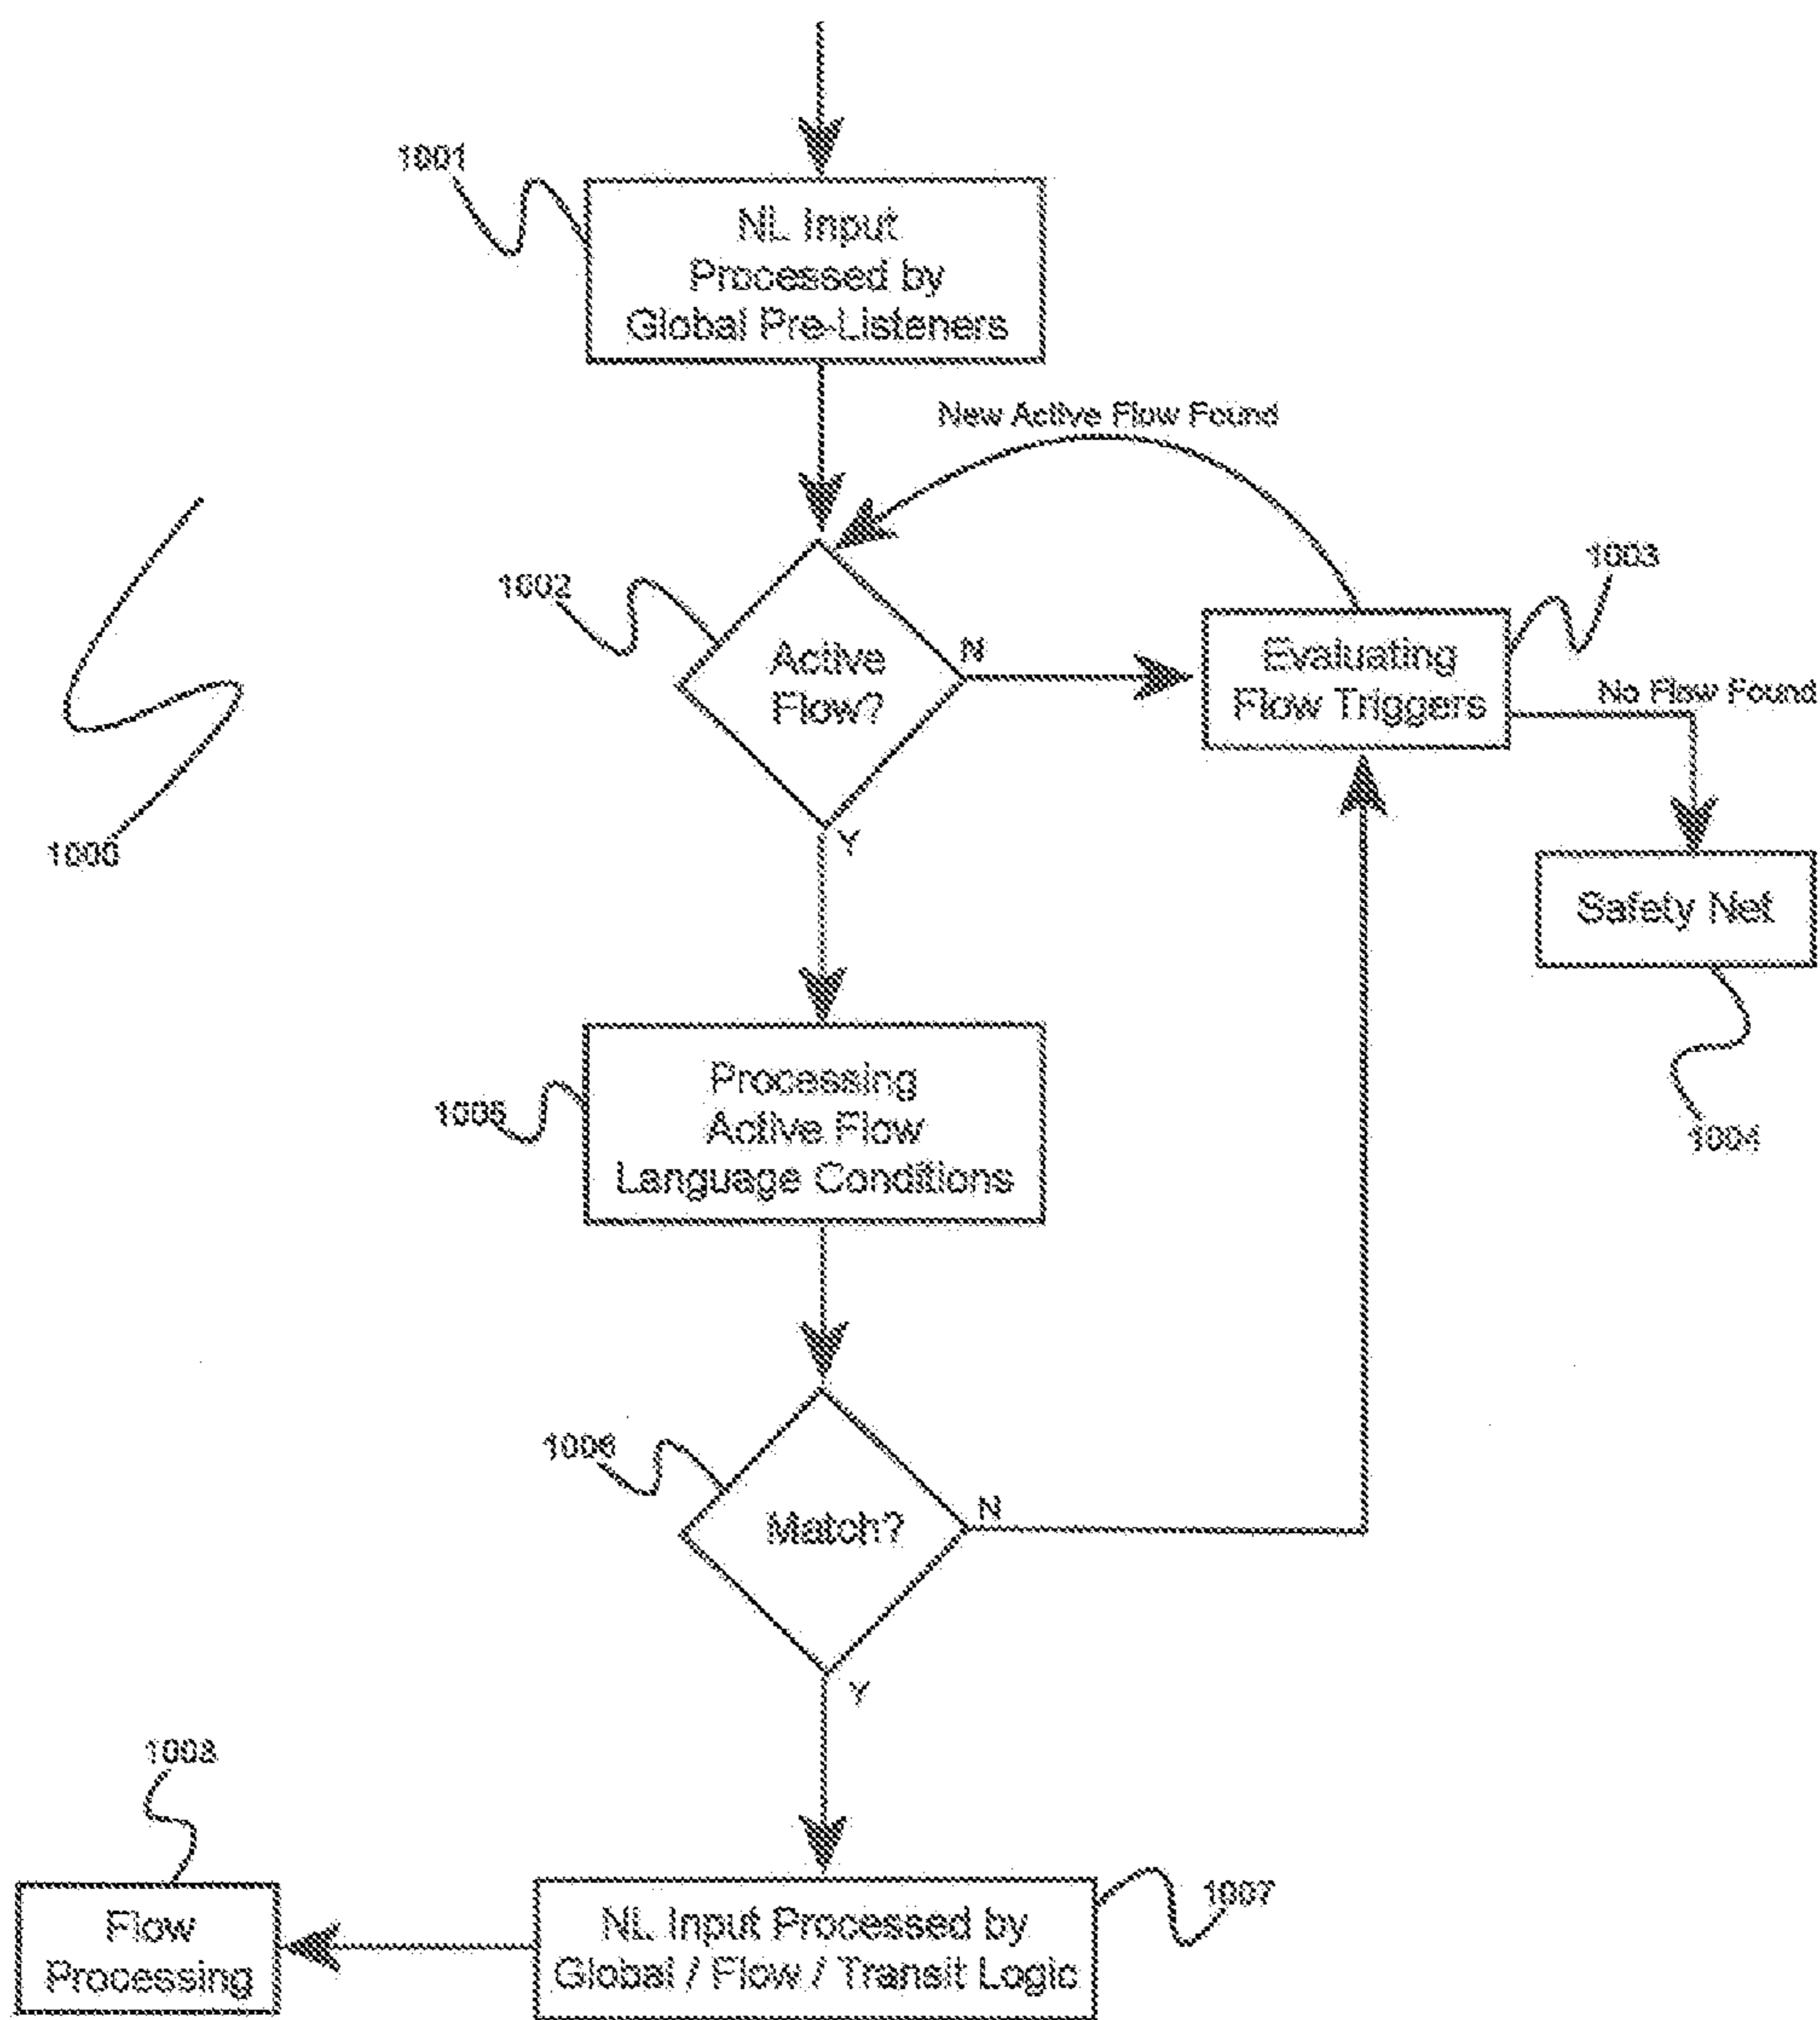 1001
NL Input
Processed by
Global Pre-Listeners
New Active Flow Found
1002
Active
Flow?
N
Y
1003
Evaluating
Flow Triggers
No Flow Found
1000
Safety Net
1004
1005
Processing
Active Flow
Language Conditions
1006
Match?
N
Y
1008
Flow
Processing
NL Input Processed by
Global / Flow / Transit Logic
1007